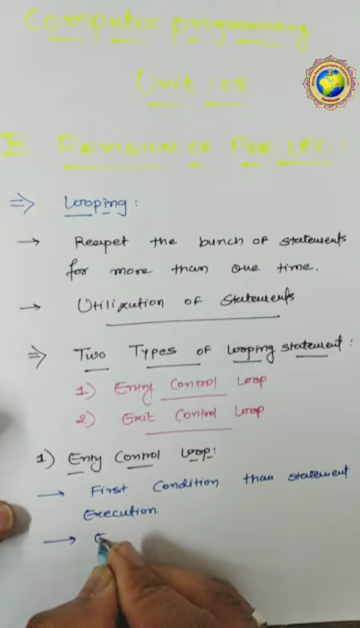 Computer programming
Unit: 05
REVISION OF Pre LEC:
⇒ Looping:
→ Reapet the bunch of statements
for more than one time.
→ Utilization of statements
⇒ Two Types of looping statement:
1) Entry Control Loop
2) Exit Control Loop
1) Entry Control Loop:
→ First Condition than statement
Execution.
→ E